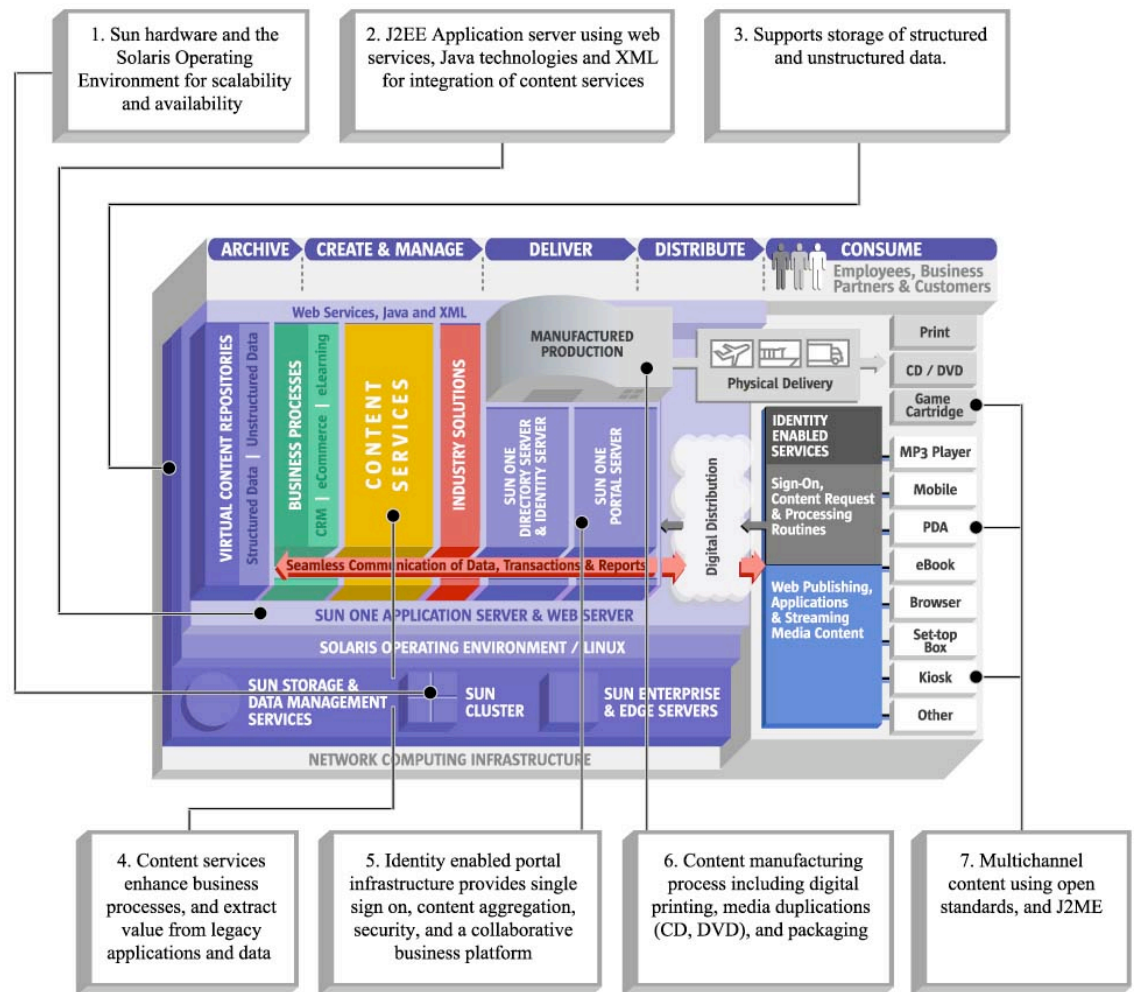 1. Sun hardware and the
Solaris Operating
Environment for scalability
and availability
2. J2EE Application server using web
services, Java technologies and XML
for integration of content services
3. Supports storage of structured
and unstructured data.
ARCHIVE
CREATE & MANAGE
DELIVER
DISTRIBUTE
CONSUME
Employees, Business
Partners & Customers
Web Services, Java and XML
VIRTUAL CONTENT REPOSITORIES
Structured Data | Unstructured Data
BUSINESS PROCESSES
CRM | eCommerce | eLearning
CONTENT
SERVICES
INDUSTRY SOLUTIONS
MANUFACTURED
PRODUCTION
SUN ONE
DIRECTORY SERVER
& IDENTITY SERVER
SUN ONE
PORTAL SERVER
Physical Delivery
Digital Distribution
IDENTITY
ENABLED
SERVICES
Sign-On,
Content Request
& Processing
Routines
Web Publishing,
Applications
& Streaming
Media Content
Print
CD / DVD
Game
Cartridge
MP3 Player
Mobile
PDA
eBook
Browser
Set-top
Box
Kiosk
Other
Seamless Communication of Data, Transactions & Reports
SUN ONE APPLICATION SERVER & WEB SERVER
SOLARIS OPERATING ENVIRONMENT / LINUX
SUN STORAGE &
DATA MANAGEMENT
SERVICES
SUN
CLUSTER
SUN ENTERPRISE
& EDGE SERVERS
NETWORK COMPUTING INFRASTRUCTURE
4. Content services
enhance business
processes, and extract
value from legacy
applications and data
5. Identity enabled portal
infrastructure provides single
sign on, content aggregation,
security, and a collaborative
business platform
6. Content manufacturing
process including digital
printing, media duplications
(CD, DVD), and packaging
7. Multichannel
content using open
standards, and J2ME